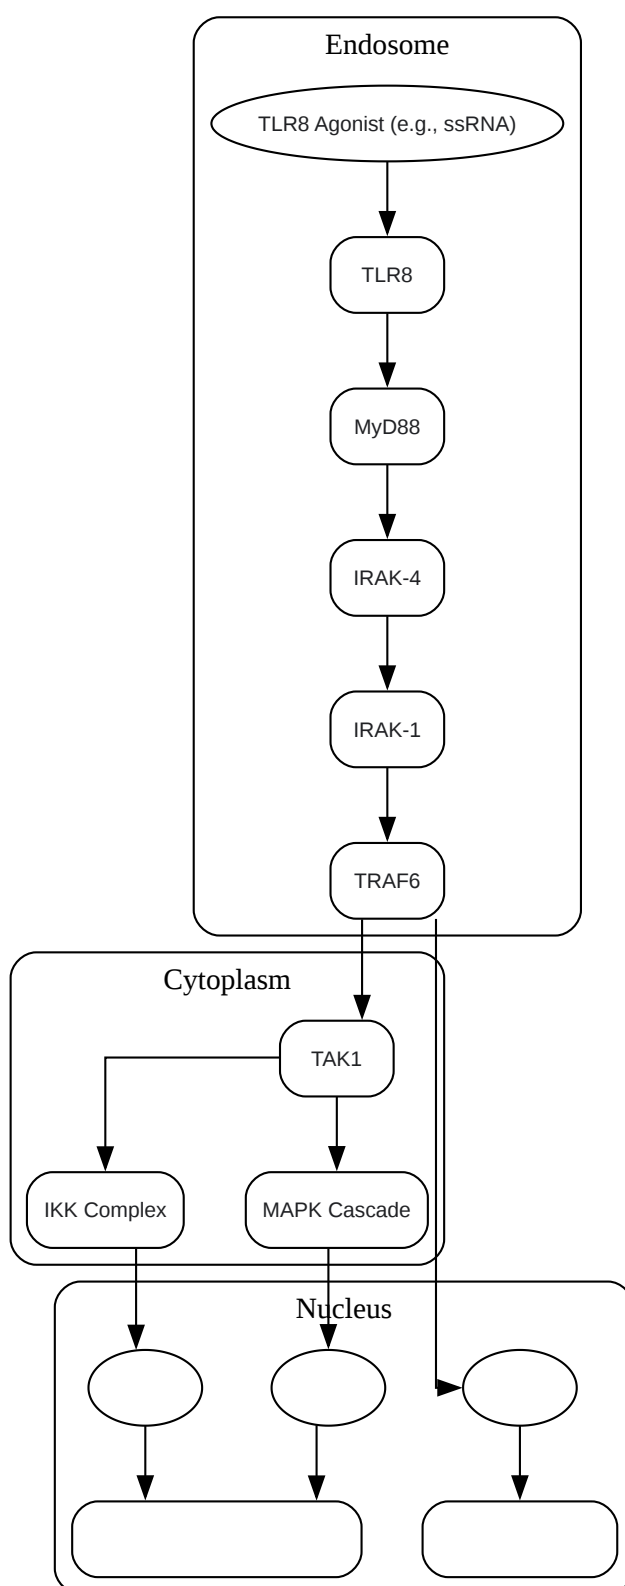 Endosome
TLR8 Agonist (e.g., ssRNA)
TLR8
MyD88
IRAK-4
IRAK-1
TRAF6
Cytoplasm
TAK1
IKK Complex
MAPK Cascade
Nucleus